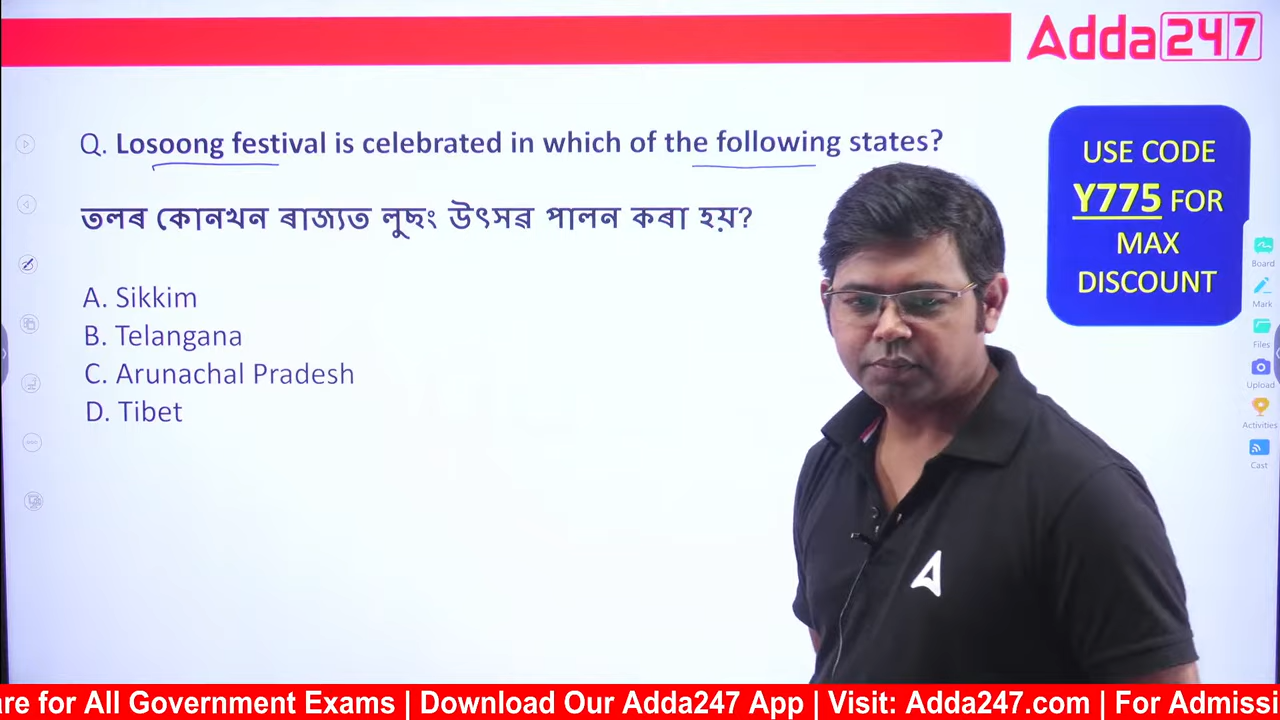 Adda247
Q. Losoong festival is celebrated in which of the following states?
তলৰ কোনখন ৰাজ্যত লুছং উৎসৱ পালন কৰা হয়?
A. Sikkim
B. Telangana
C. Arunachal Pradesh
D. Tibet
USE CODE
Y775 FOR
MAX
DISCOUNT
Board
Mark
Files
Upload
Activities
Cast
are for All Government Exams | Download Our Adda247 App | Visit: Adda247.com | For Admissi